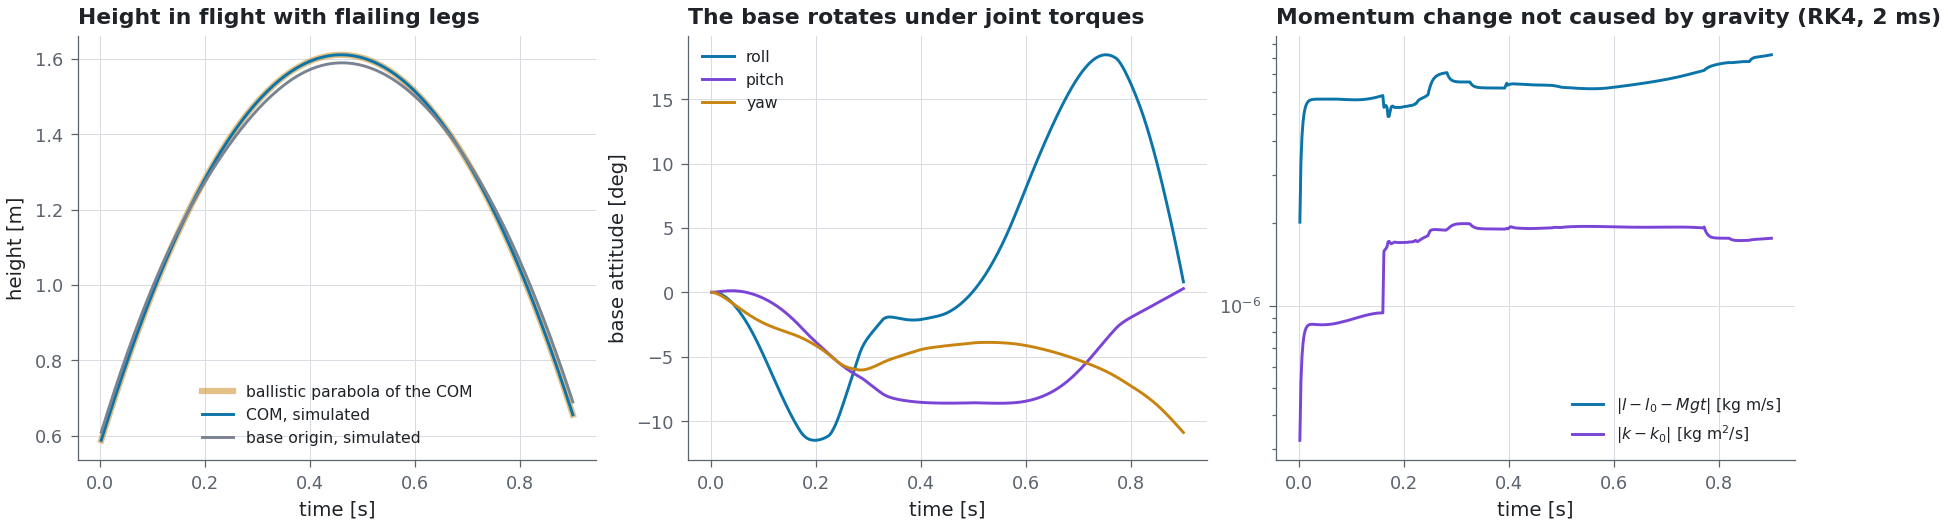 Height in flight with flailing legs
height [m]
1.6
1.4
1.2
1.0
0.8
0.6
ballistic parabola of the COM
COM, simulated
base origin, simulated
0.0 0.2 0.4 0.6 0.8
time [s]
The base rotates under joint torques
base attitude [deg]
15
10
5
0
−5
−10
roll
pitch
yaw
0.0 0.2 0.4 0.6 0.8
time [s]
Momentum change not caused by gravity (RK4, 2 ms)
10⁻⁶
|l − l₀ − Mgt| [kg m/s]
|k − k₀| [kg m²/s]
0.0 0.2 0.4 0.6 0.8
time [s]